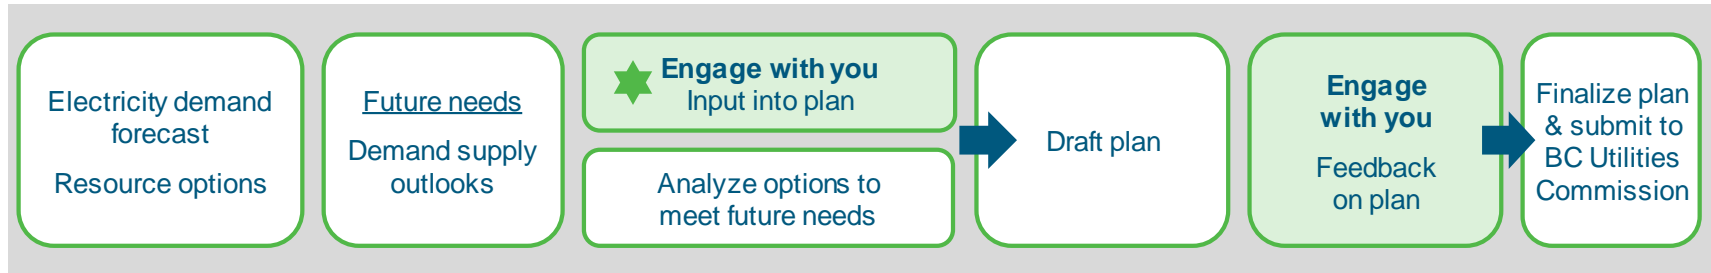 Electricity demand
forecast
Resource options
Future needs
Demand supply
outlooks
Engage with you
Input into plan
Analyze options to
meet future needs
Draft plan
Engage
with you
Feedback
on plan
Finalize plan
& submit to
BC Utilities
Commission